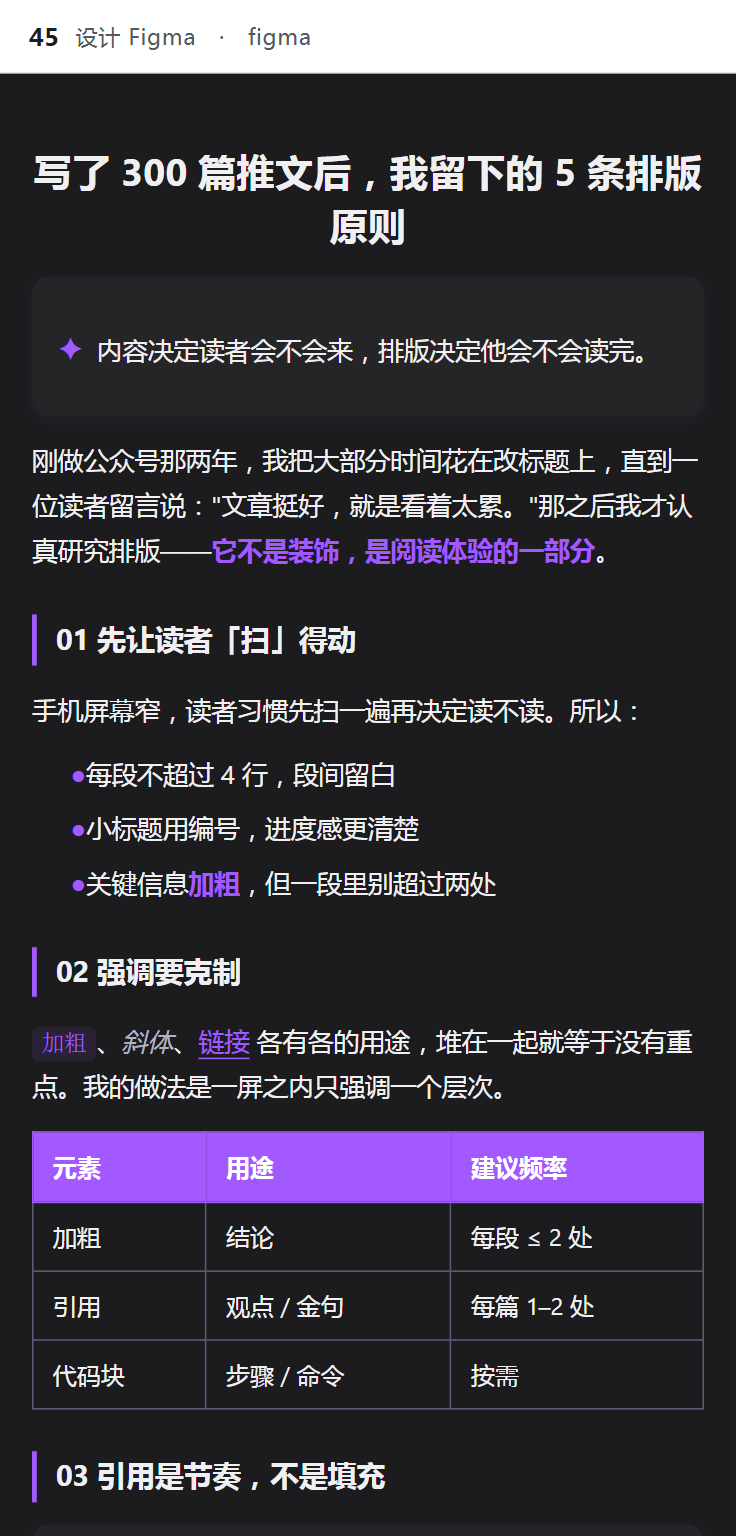 45 设计 Figma · figma
写了 300 篇推文后，我留下的 5 条排版
原则
✦ 内容决定读者会不会来，排版决定他会不会读完。
刚做公众号那两年，我把大部分时间花在改标题上，直到一
位读者留言说："文章挺好，就是看着太累。"那之后我才认
真研究排版——它不是装饰，是阅读体验的一部分。
01 先让读者「扫」得动
手机屏幕窄，读者习惯先扫一遍再决定读不读。所以：
●每段不超过 4 行，段间留白
●小标题用编号，进度感更清楚
●关键信息加粗，但一段里别超过两处
02 强调要克制
加粗、斜体、链接 各有各的用途，堆在一起就等于没有重
点。我的做法是一屏之内只强调一个层次。
元素 用途 建议频率
加粗 结论 每段 ≤ 2 处
引用 观点 / 金句 每篇 1–2 处
代码块 步骤 / 命令 按需
03 引用是节奏，不是填充